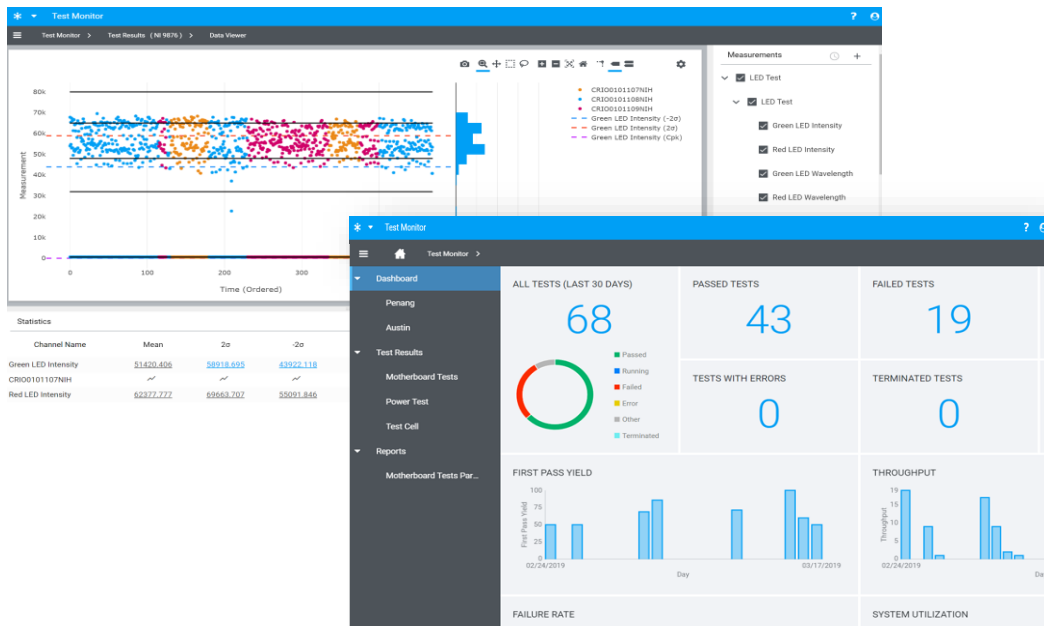 Test Monitor
?
Test Monitor > Test Results ( NI 9876 ) > Data Viewer
Measurements
LED Test
LED Test
Green LED Intensity
Red LED Intensity
Green LED Wavelength
Red LED Wavelength
CRIO0101107NIH
CRIO0101108NIH
CRIO0101109NIH
Green LED Intensity (-2σ)
Green LED Intensity (2σ)
Green LED Intensity (Cpk)
Measurement
80k
70k
60k
50k
40k
30k
20k
10k
0
0 100 200 300
Time (Ordered)
Statistics
Channel Name Mean 2σ -2σ
Green LED Intensity 51420.406 58918.695 43922.118
CRIO0101107NIH
Red LED Intensity 62377.777 69663.707 55091.846
Test Monitor
?
Test Monitor >
Dashboard
Penang
Austin
Test Results
Motherboard Tests
Power Test
Test Cell
Reports
Motherboard Tests Par...
ALL TESTS (LAST 30 DAYS)
68
Passed
Running
Failed
Error
Other
Terminated
PASSED TESTS
43
FAILED TESTS
19
TESTS WITH ERRORS
0
TERMINATED TESTS
0
FIRST PASS YIELD
First Pass Yield
100
75
50
25
0
02/24/2019 03/17/2019
Day
THROUGHPUT
Throughput
19
15
10
5
0
02/24/2019
FAILURE RATE
SYSTEM UTILIZATION